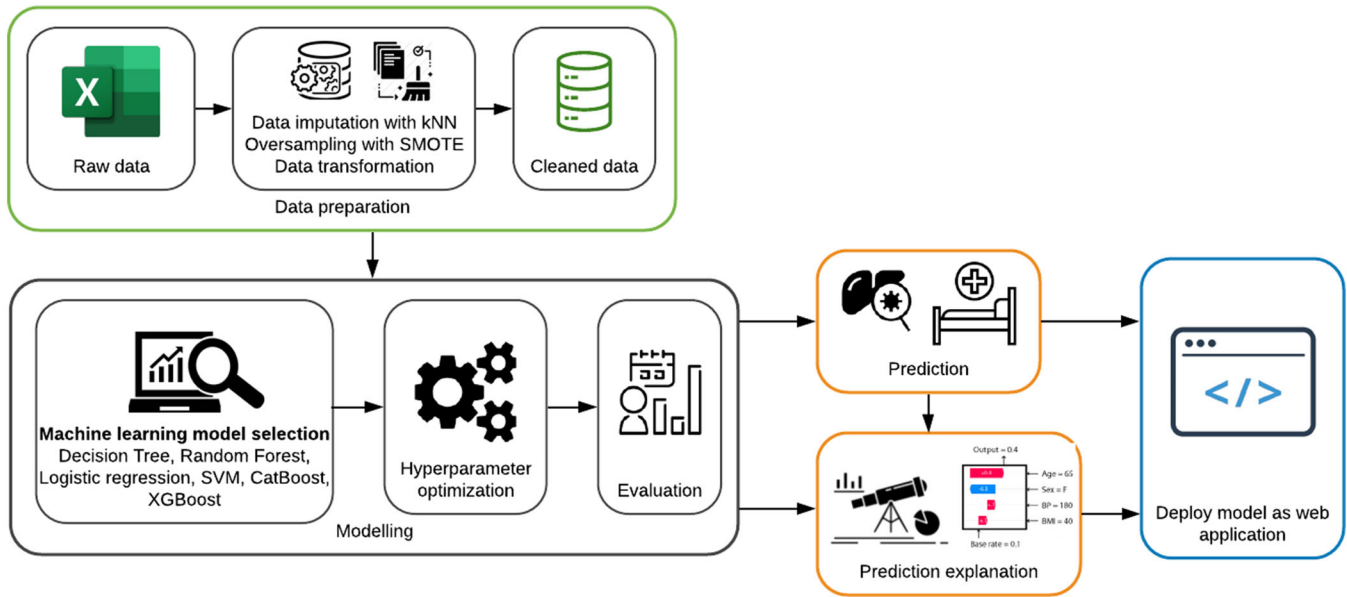 X
Raw data
Data imputation with kNN
Oversampling with SMOTE
Data transformation
Cleaned data
Data preparation
Machine learning model selection
Decision Tree, Random Forest,
Logistic regression, SVM, CatBoost,
XGBoost
Hyperparameter
optimization
Evaluation
Modelling
Prediction
Output = 0.4
Age = 65
Sex = F
BP = 180
BMI = 40
Base rate = 0.1
Prediction explanation
</>
Deploy model as web
application